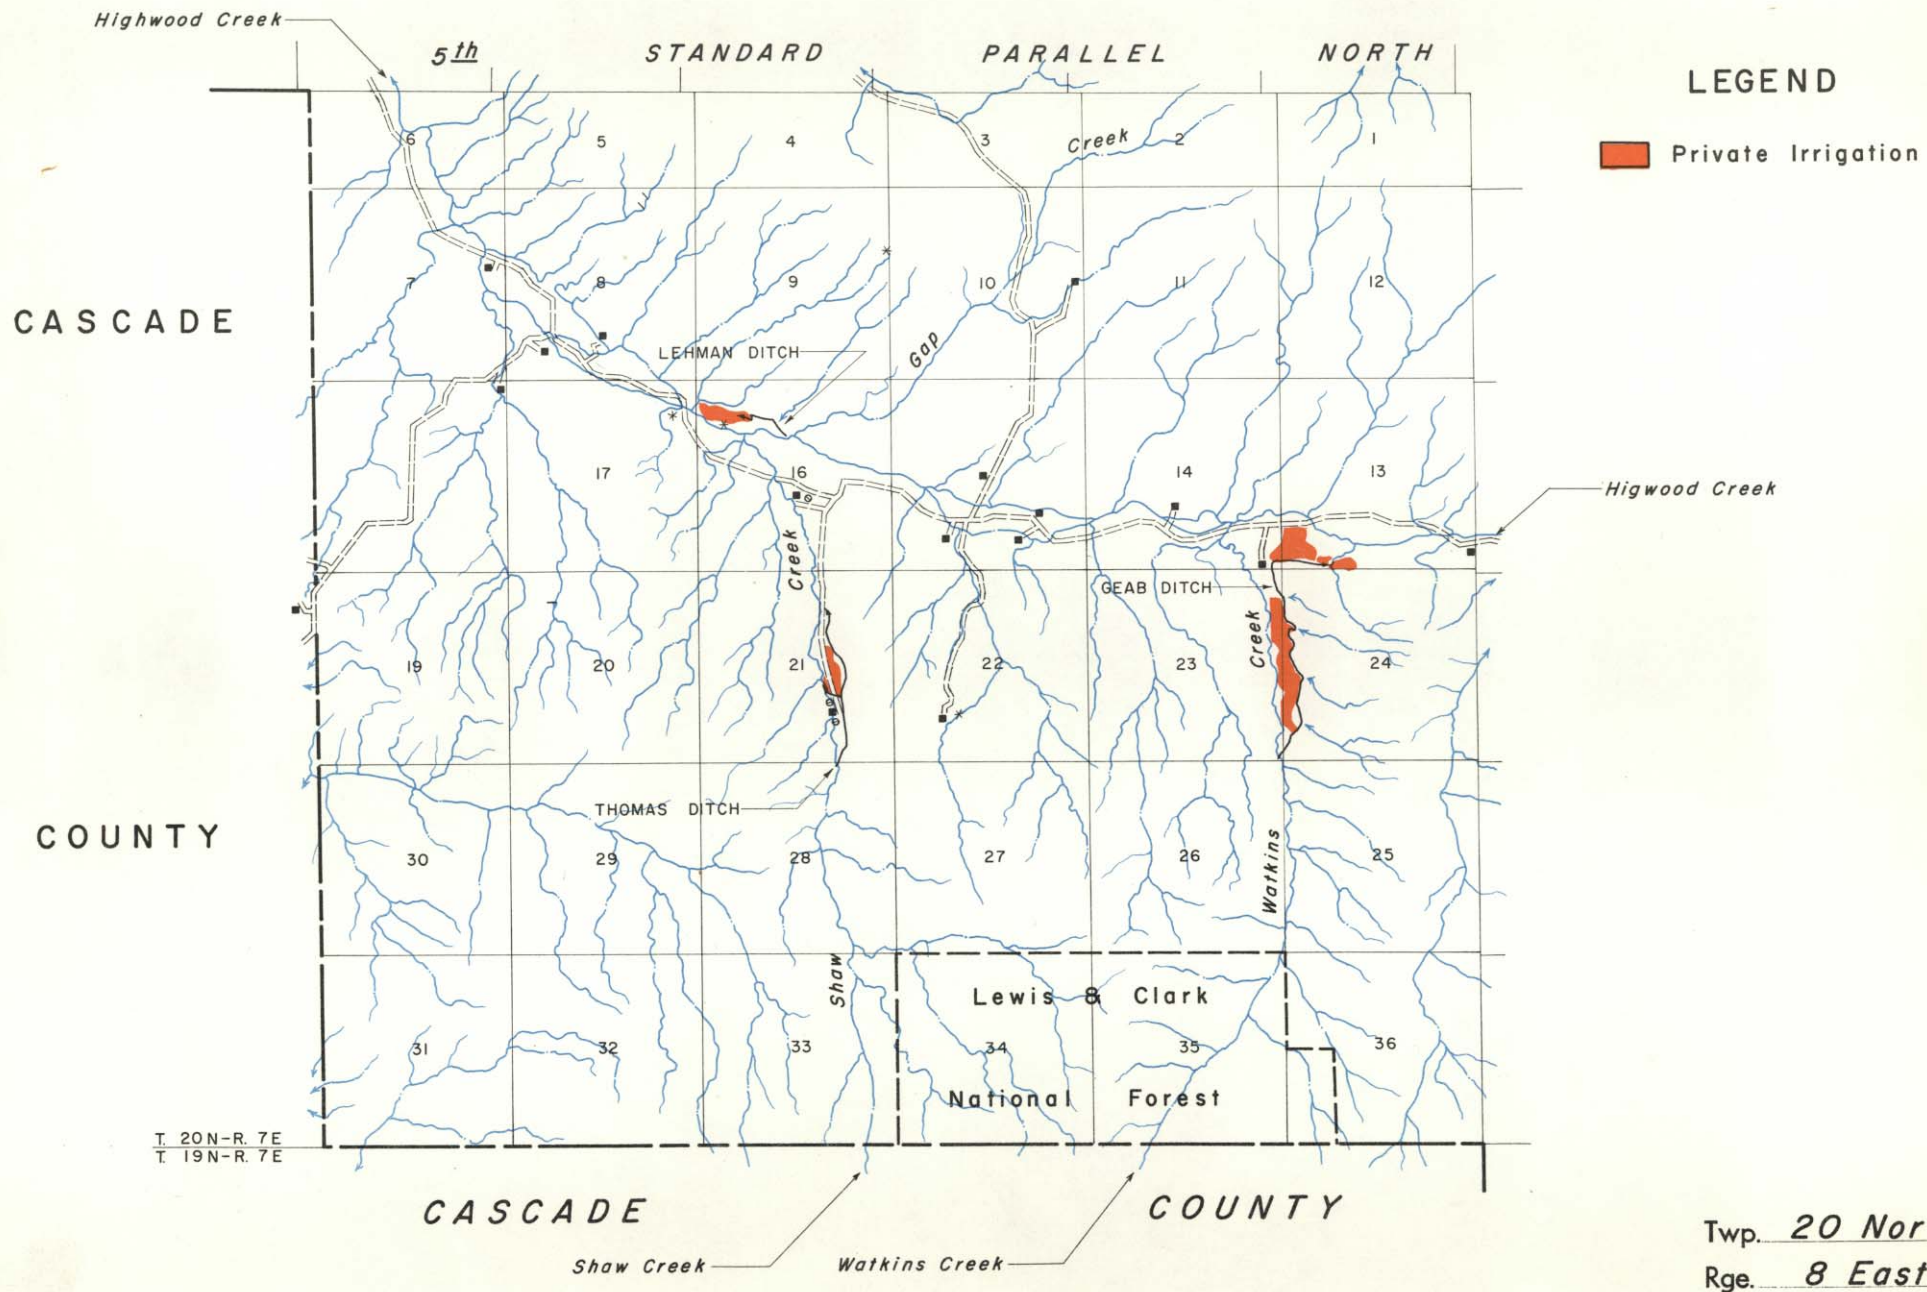 Highwood Creek
5th STANDARD PARALLEL NORTH
LEGEND
Private Irrigation
6 5 4 3 Creek 2 1
7 8 9 10 11 12
CASCADE
LEHMAN DITCH
Gap
17 16 14 13
Higwood Creek
Creek
GEAB DITCH
Creek
19 20 21 22 23 24
THOMAS DITCH
COUNTY
30 29 28 27 26 25
Watkins
Shaw
Lewis & Clark
31 32 33 34 35 36
National Forest
T. 20N-R. 7E
T. 19N-R. 7E
CASCADE COUNTY
Shaw Creek
Watkins Creek
Twp. 20 Nor
Rge. 8 East